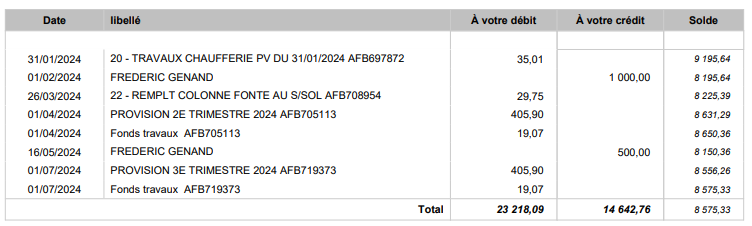 Date libellé À votre débit À votre crédit Solde
31/01/2024 20 - TRAVAUX CHAUFFERIE PV DU 31/01/2024 AFB697872 35,01 9 195,64
01/02/2024 FREDERIC GENAND 1 000,00 8 195,64
26/03/2024 22 - REMPLT COLONNE FONTE AU S/SOL AFB708954 29,75 8 225,39
01/04/2024 PROVISION 2E TRIMESTRE 2024 AFB705113 405,90 8 631,29
01/04/2024 Fonds travaux AFB705113 19,07 8 650,36
16/05/2024 FREDERIC GENAND 500,00 8 150,36
01/07/2024 PROVISION 3E TRIMESTRE 2024 AFB719373 405,90 8 556,26
01/07/2024 Fonds travaux AFB719373 19,07 8 575,33
Total 23 218,09 14 642,76 8 575,33